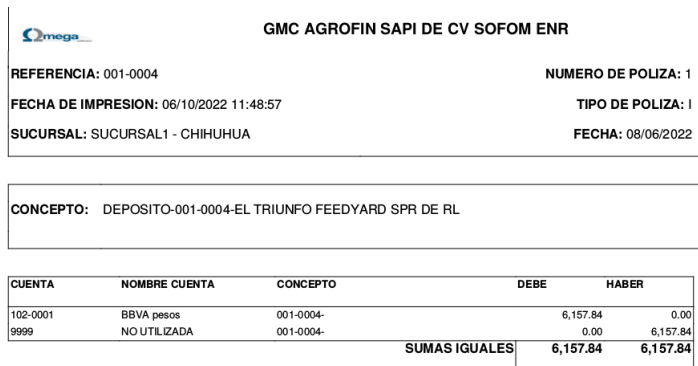 Omega
GMC AGROFIN SAPI DE CV SOFOM ENR
REFERENCIA: 001-0004 NUMERO DE POLIZA: 1
FECHA DE IMPRESION: 06/10/2022 11:48:57 TIPO DE POLIZA: I
SUCURSAL: SUCURSAL1 - CHIHUHUA FECHA: 08/06/2022
CONCEPTO: DEPOSITO-001-0004-EL TRIUNFO FEEDYARD SPR DE RL
CUENTA NOMBRE CUENTA CONCEPTO DEBE HABER
102-0001 BBVA pesos 001-0004- 6,157.84 0.00
9999 NO UTILIZADA 001-0004- 0.00 6,157.84
SUMAS IGUALES 6,157.84 6,157.84